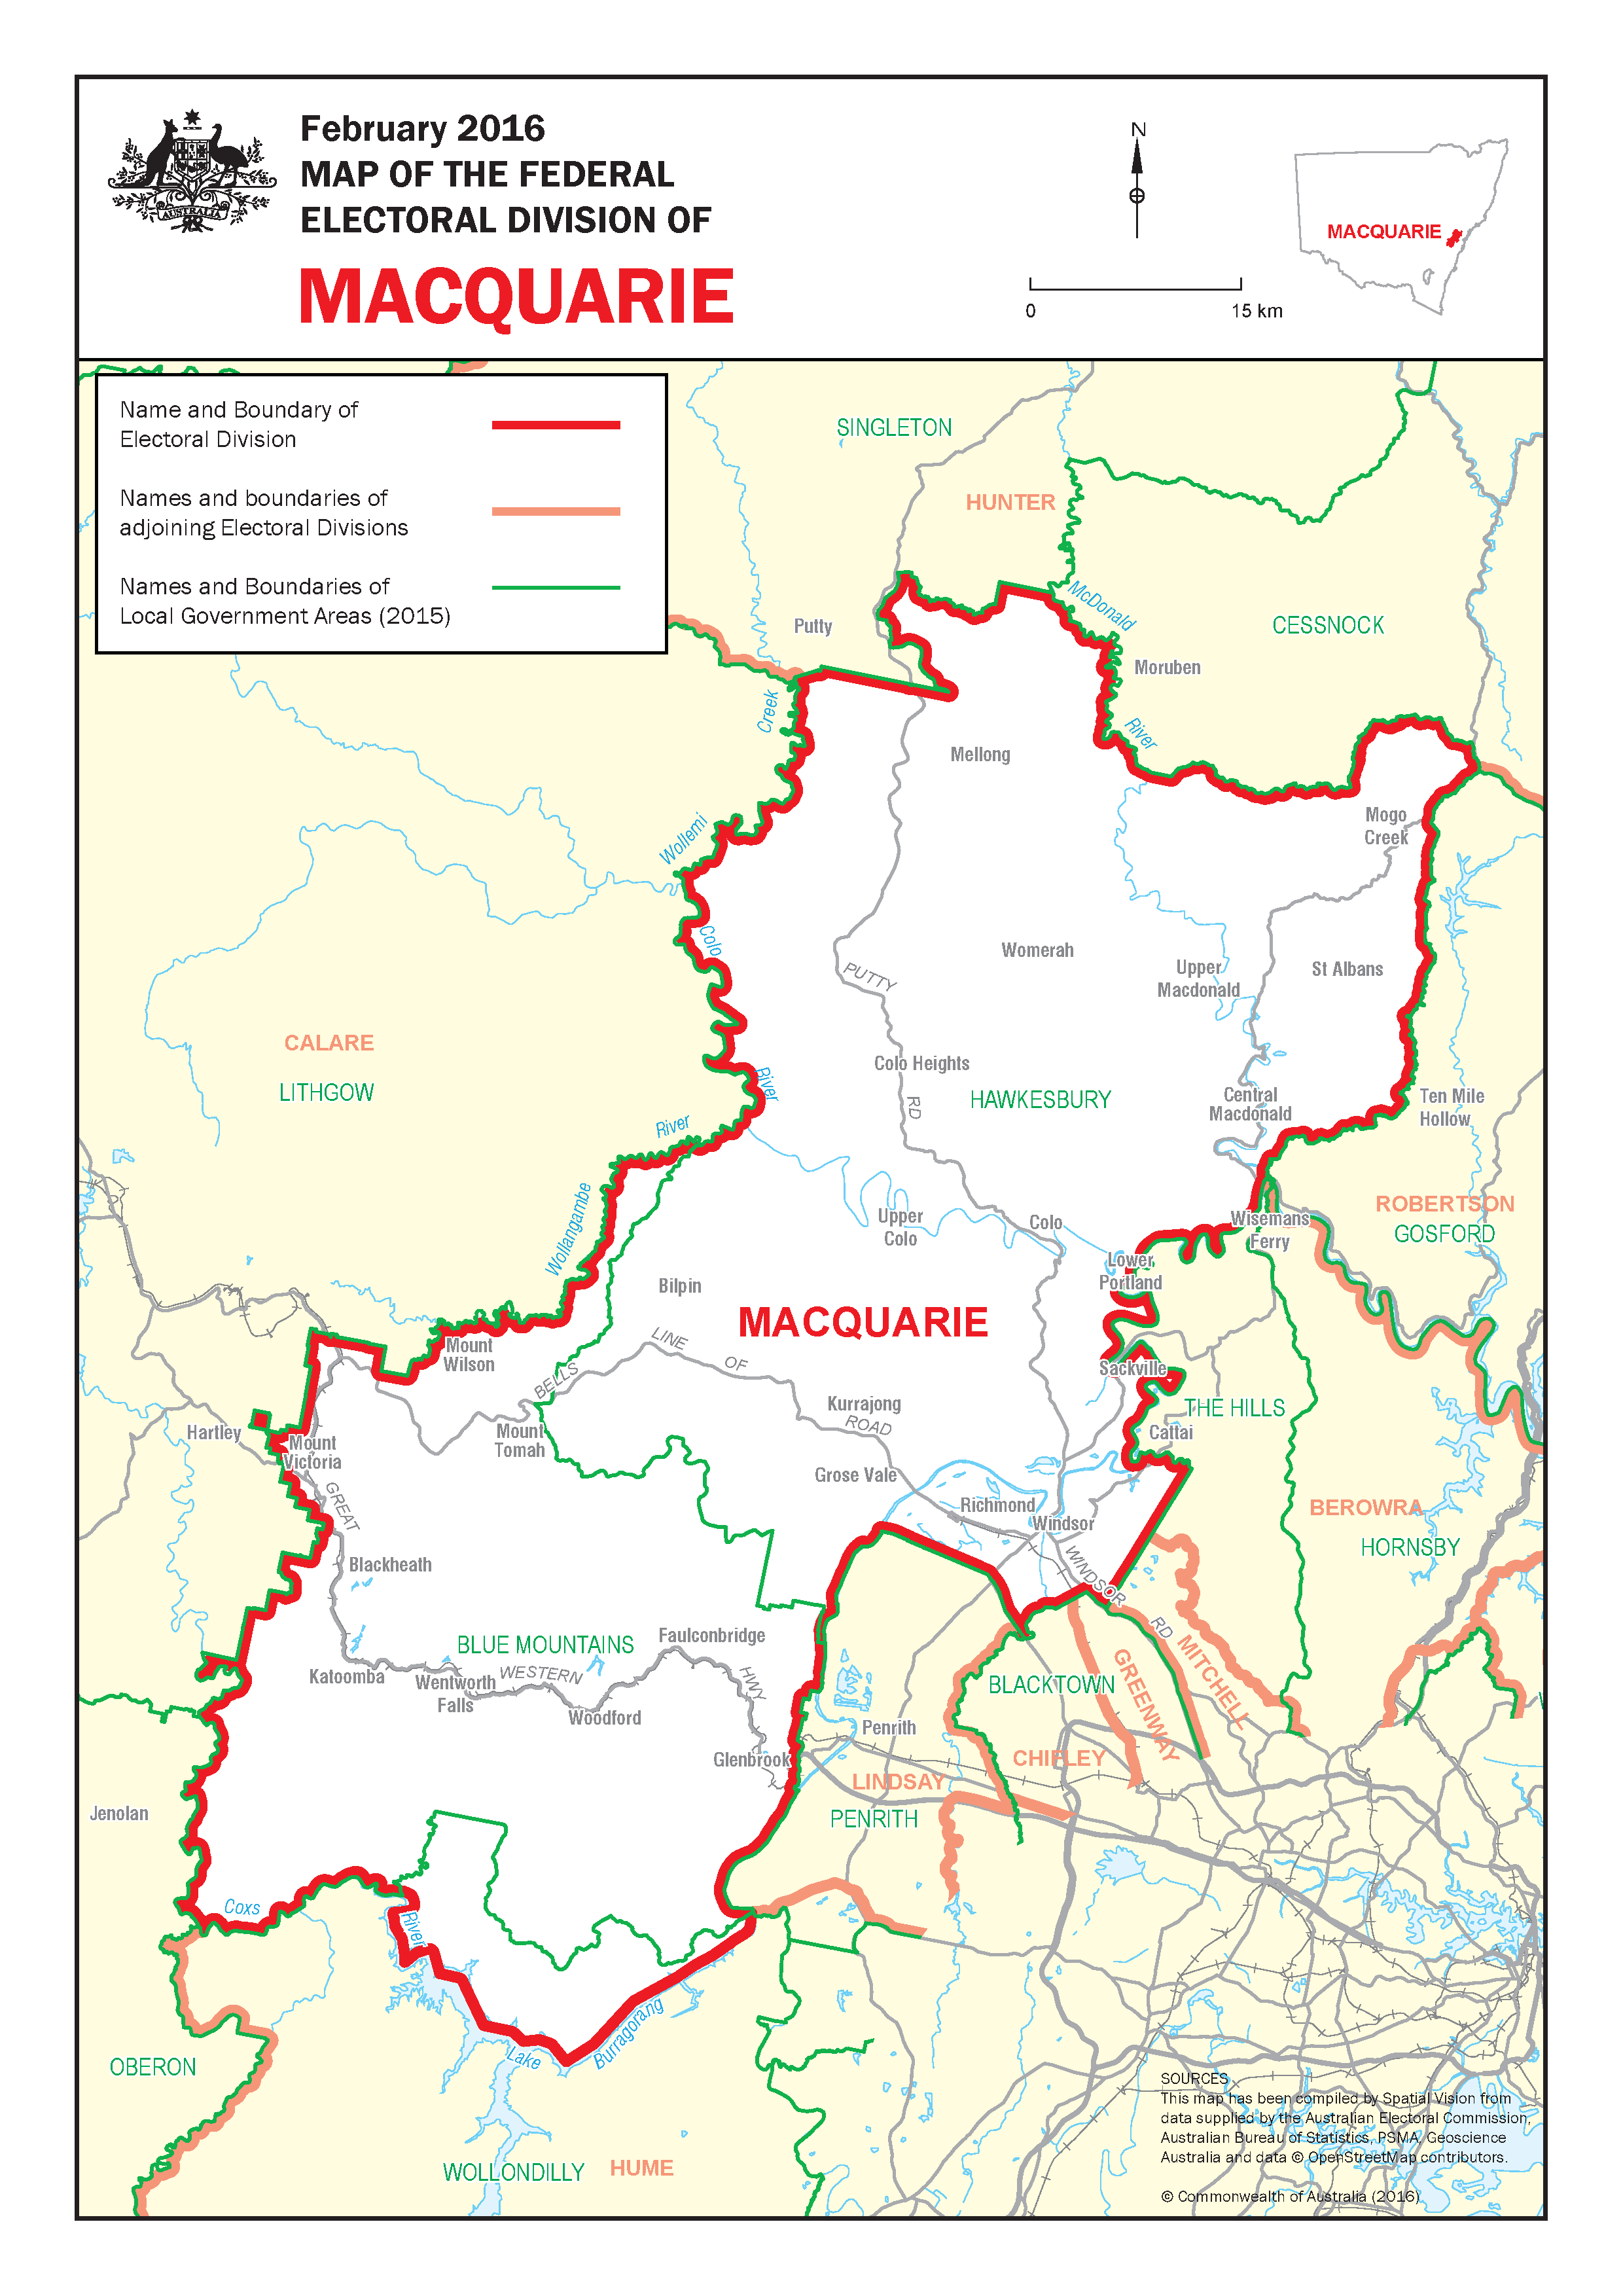 February 2016
MAP OF THE FEDERAL
ELECTORAL DIVISION OF
MACQUARIE
AUSTRALIA
N
0
15 km
MACQUARIE
Name and Boundary of
Electoral Division
Names and boundaries of
adjoining Electoral Divisions
Names and Boundaries of
Local Government Areas (2015)
SINGLETON
HUNTER
McDonald
Putty
CESSNOCK
Moruben
Creek
River
Mellong
Mogo
Creek
Wollemi
Colo
Womerah
PUTTY
Upper
Macdonald
St Albans
CALARE
LITHGOW
Colo Heights
River
RD
HAWKESBURY
Central
Macdonald
Ten Mile
Hollow
River
Wollangambe
Upper
Colo
Colo
Wisemans
Ferry
ROBERTSON
GOSFORD
Lower
Portland
Bilpin
MACQUARIE
Mount
Wilson
LINE
OF
BELLS
Sackville
Kurrajong
ROAD
THE HILLS
Hartley
Mount
Victoria
Mount
Tomah
Cattai
Grose Vale
GREAT
Richmond
Windsor
BEROWRA
HORNSBY
Blackheath
WINDSOR
RD
BLUE MOUNTAINS
Faulconbridge
MITCHELL
GREENWAY
Katoomba
Wentworth
Falls
WESTERN
HWY
Woodford
BLACKTOWN
Penrith
Glenbrook
CHIFLEY
LINDSAY
Jenolan
PENRITH
Coxs
River
Lake
Burragorang
OBERON
WOLLONDILLY
HUME
SOURCES
This map has been compiled by Spatial Vision from
data supplied by the Australian Electoral Commission,
Australian Bureau of Statistics, PSMA, Geoscience
Australia and data © OpenStreetMap contributors.
© Commonwealth of Australia (2016)